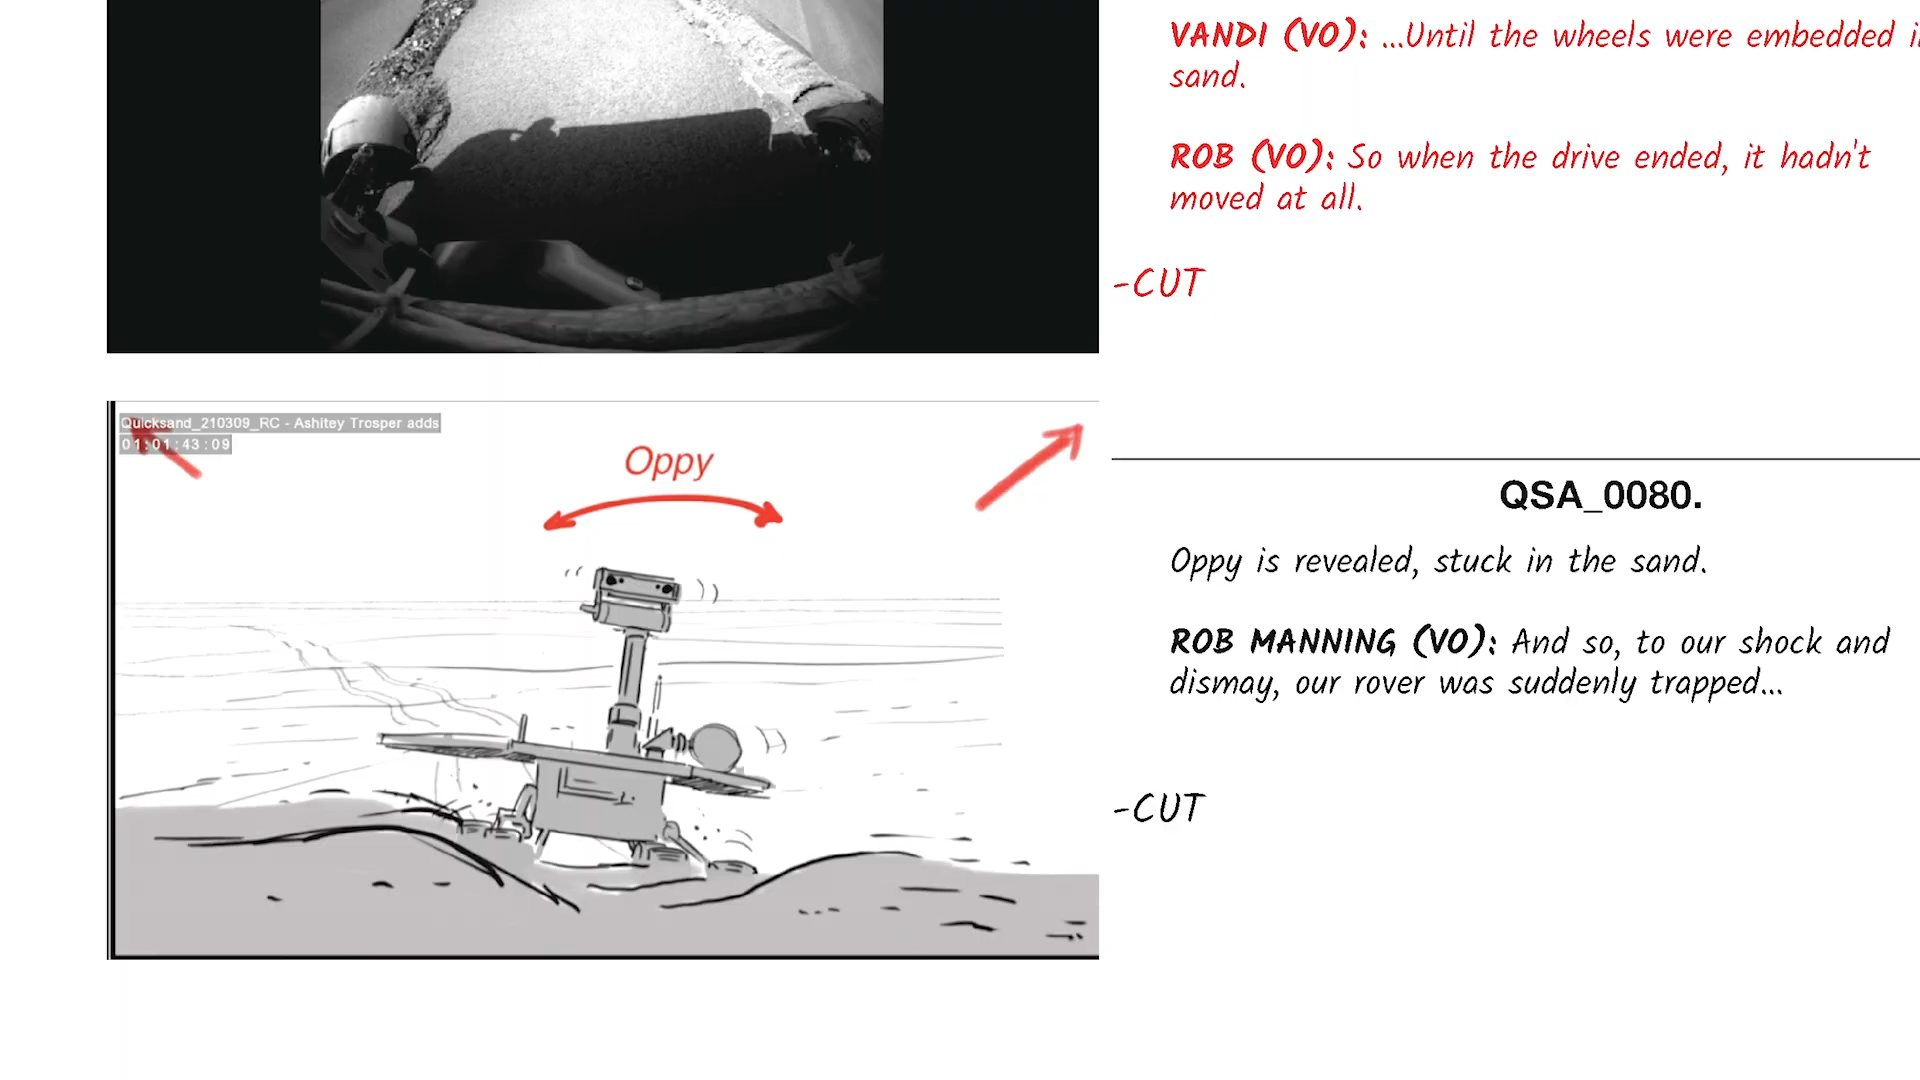 VANDI (VO): ...Until the wheels were embedded
sand.
ROB (VO): So when the drive ended, it hadn't
moved at all.
-CUT
Quicksand_210309_RC - Ashitey Trosper adds
01:01:43:09
Oppy
QSA_0080.
Oppy is revealed, stuck in the sand.
ROB MANNING (VO): And so, to our shock and
dismay, our rover was suddenly trapped...
-CUT